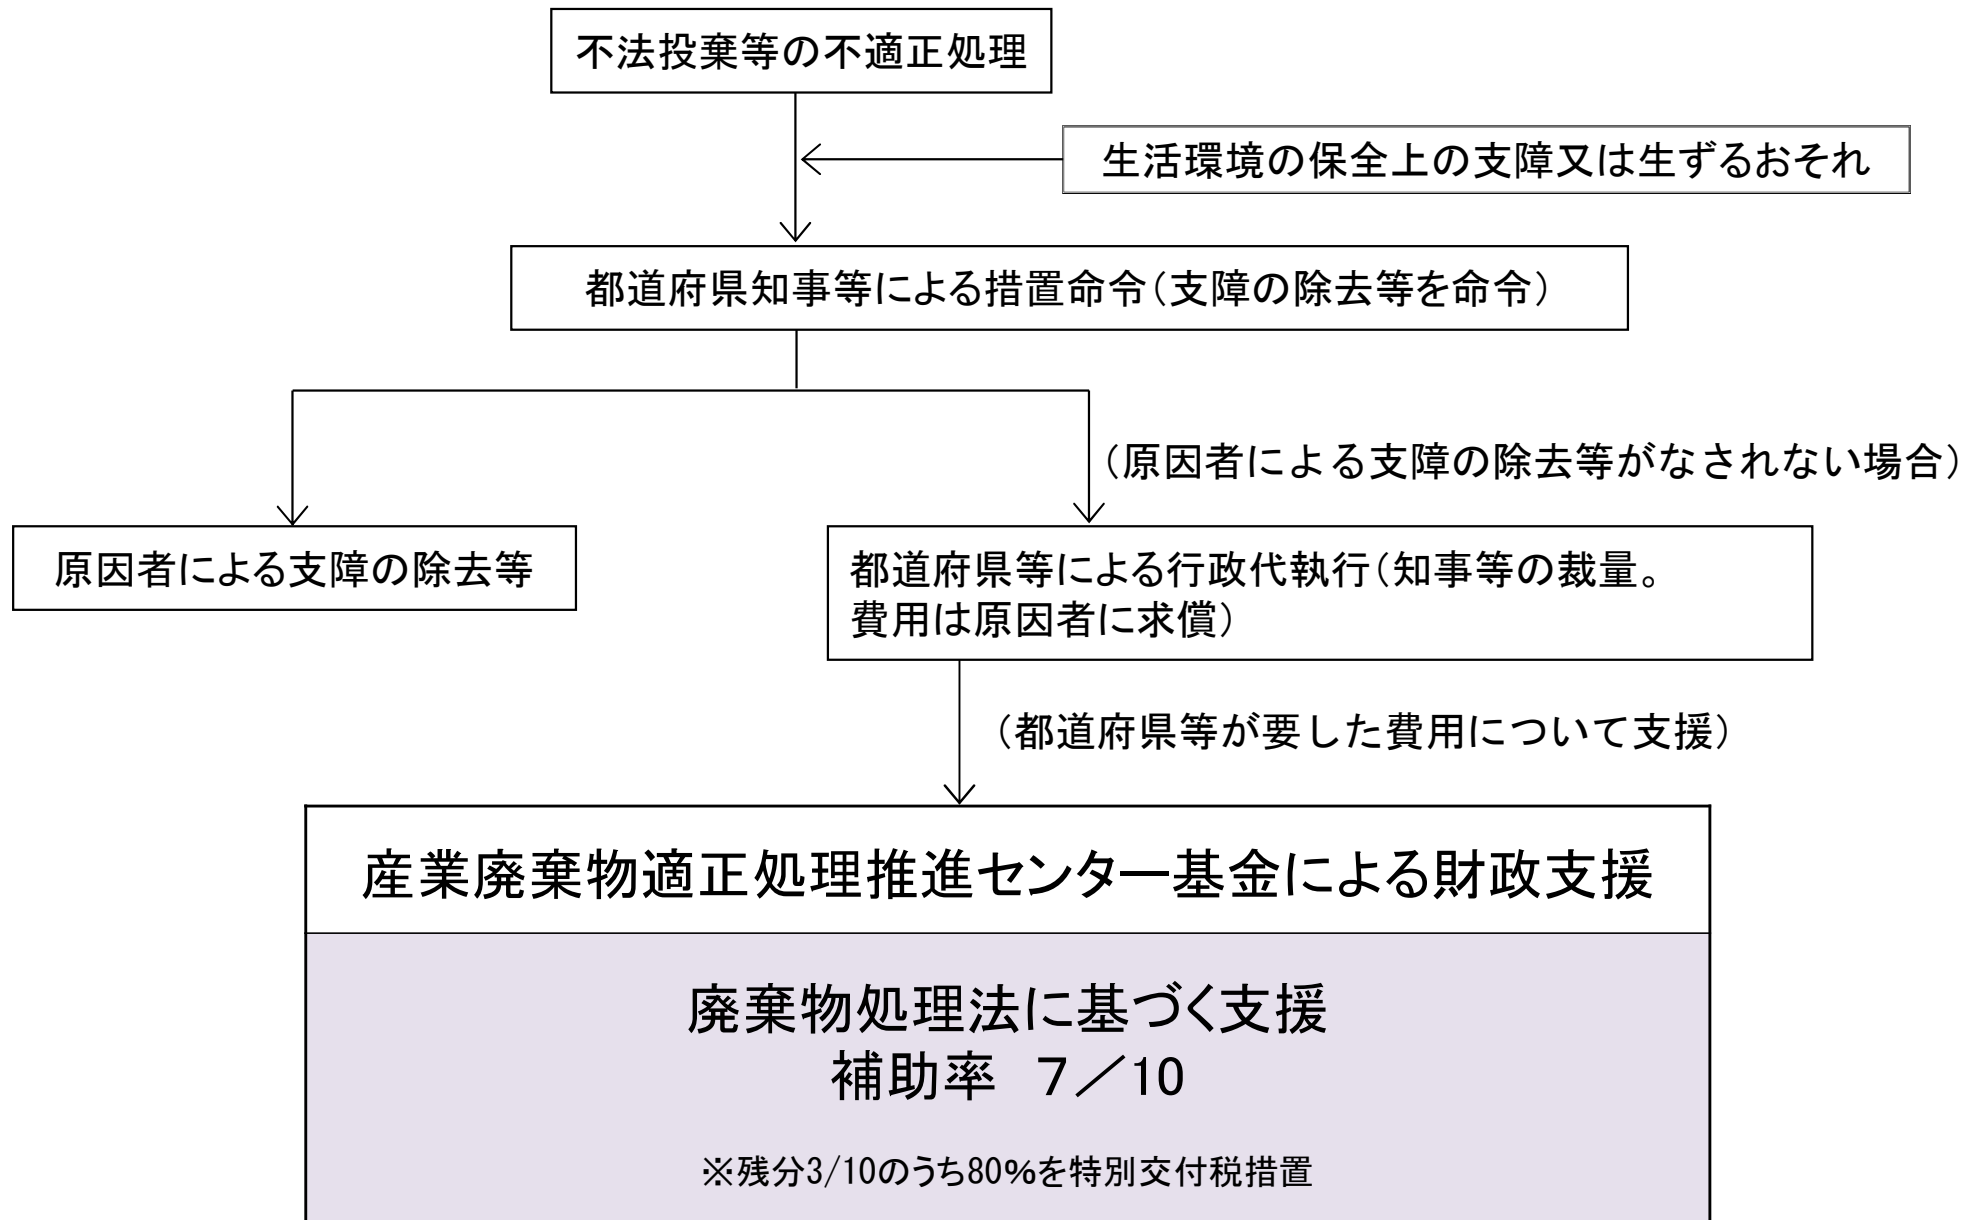 不法投棄等の不適正処理
生活環境の保全上の支障又は生ずるおそれ
都道府県知事等による措置命令（支障の除去等を命令）
（原因者による支障の除去等がなされない場合）
原因者による支障の除去等
都道府県等による行政代執行（知事等の裁量。
費用は原因者に求償）
（都道府県等が要した費用について支援）
産業廃棄物適正処理推進センター基金による財政支援
廃棄物処理法に基づく支援
補助率　７／10
※残分3/10のうち80%を特別交付税措置